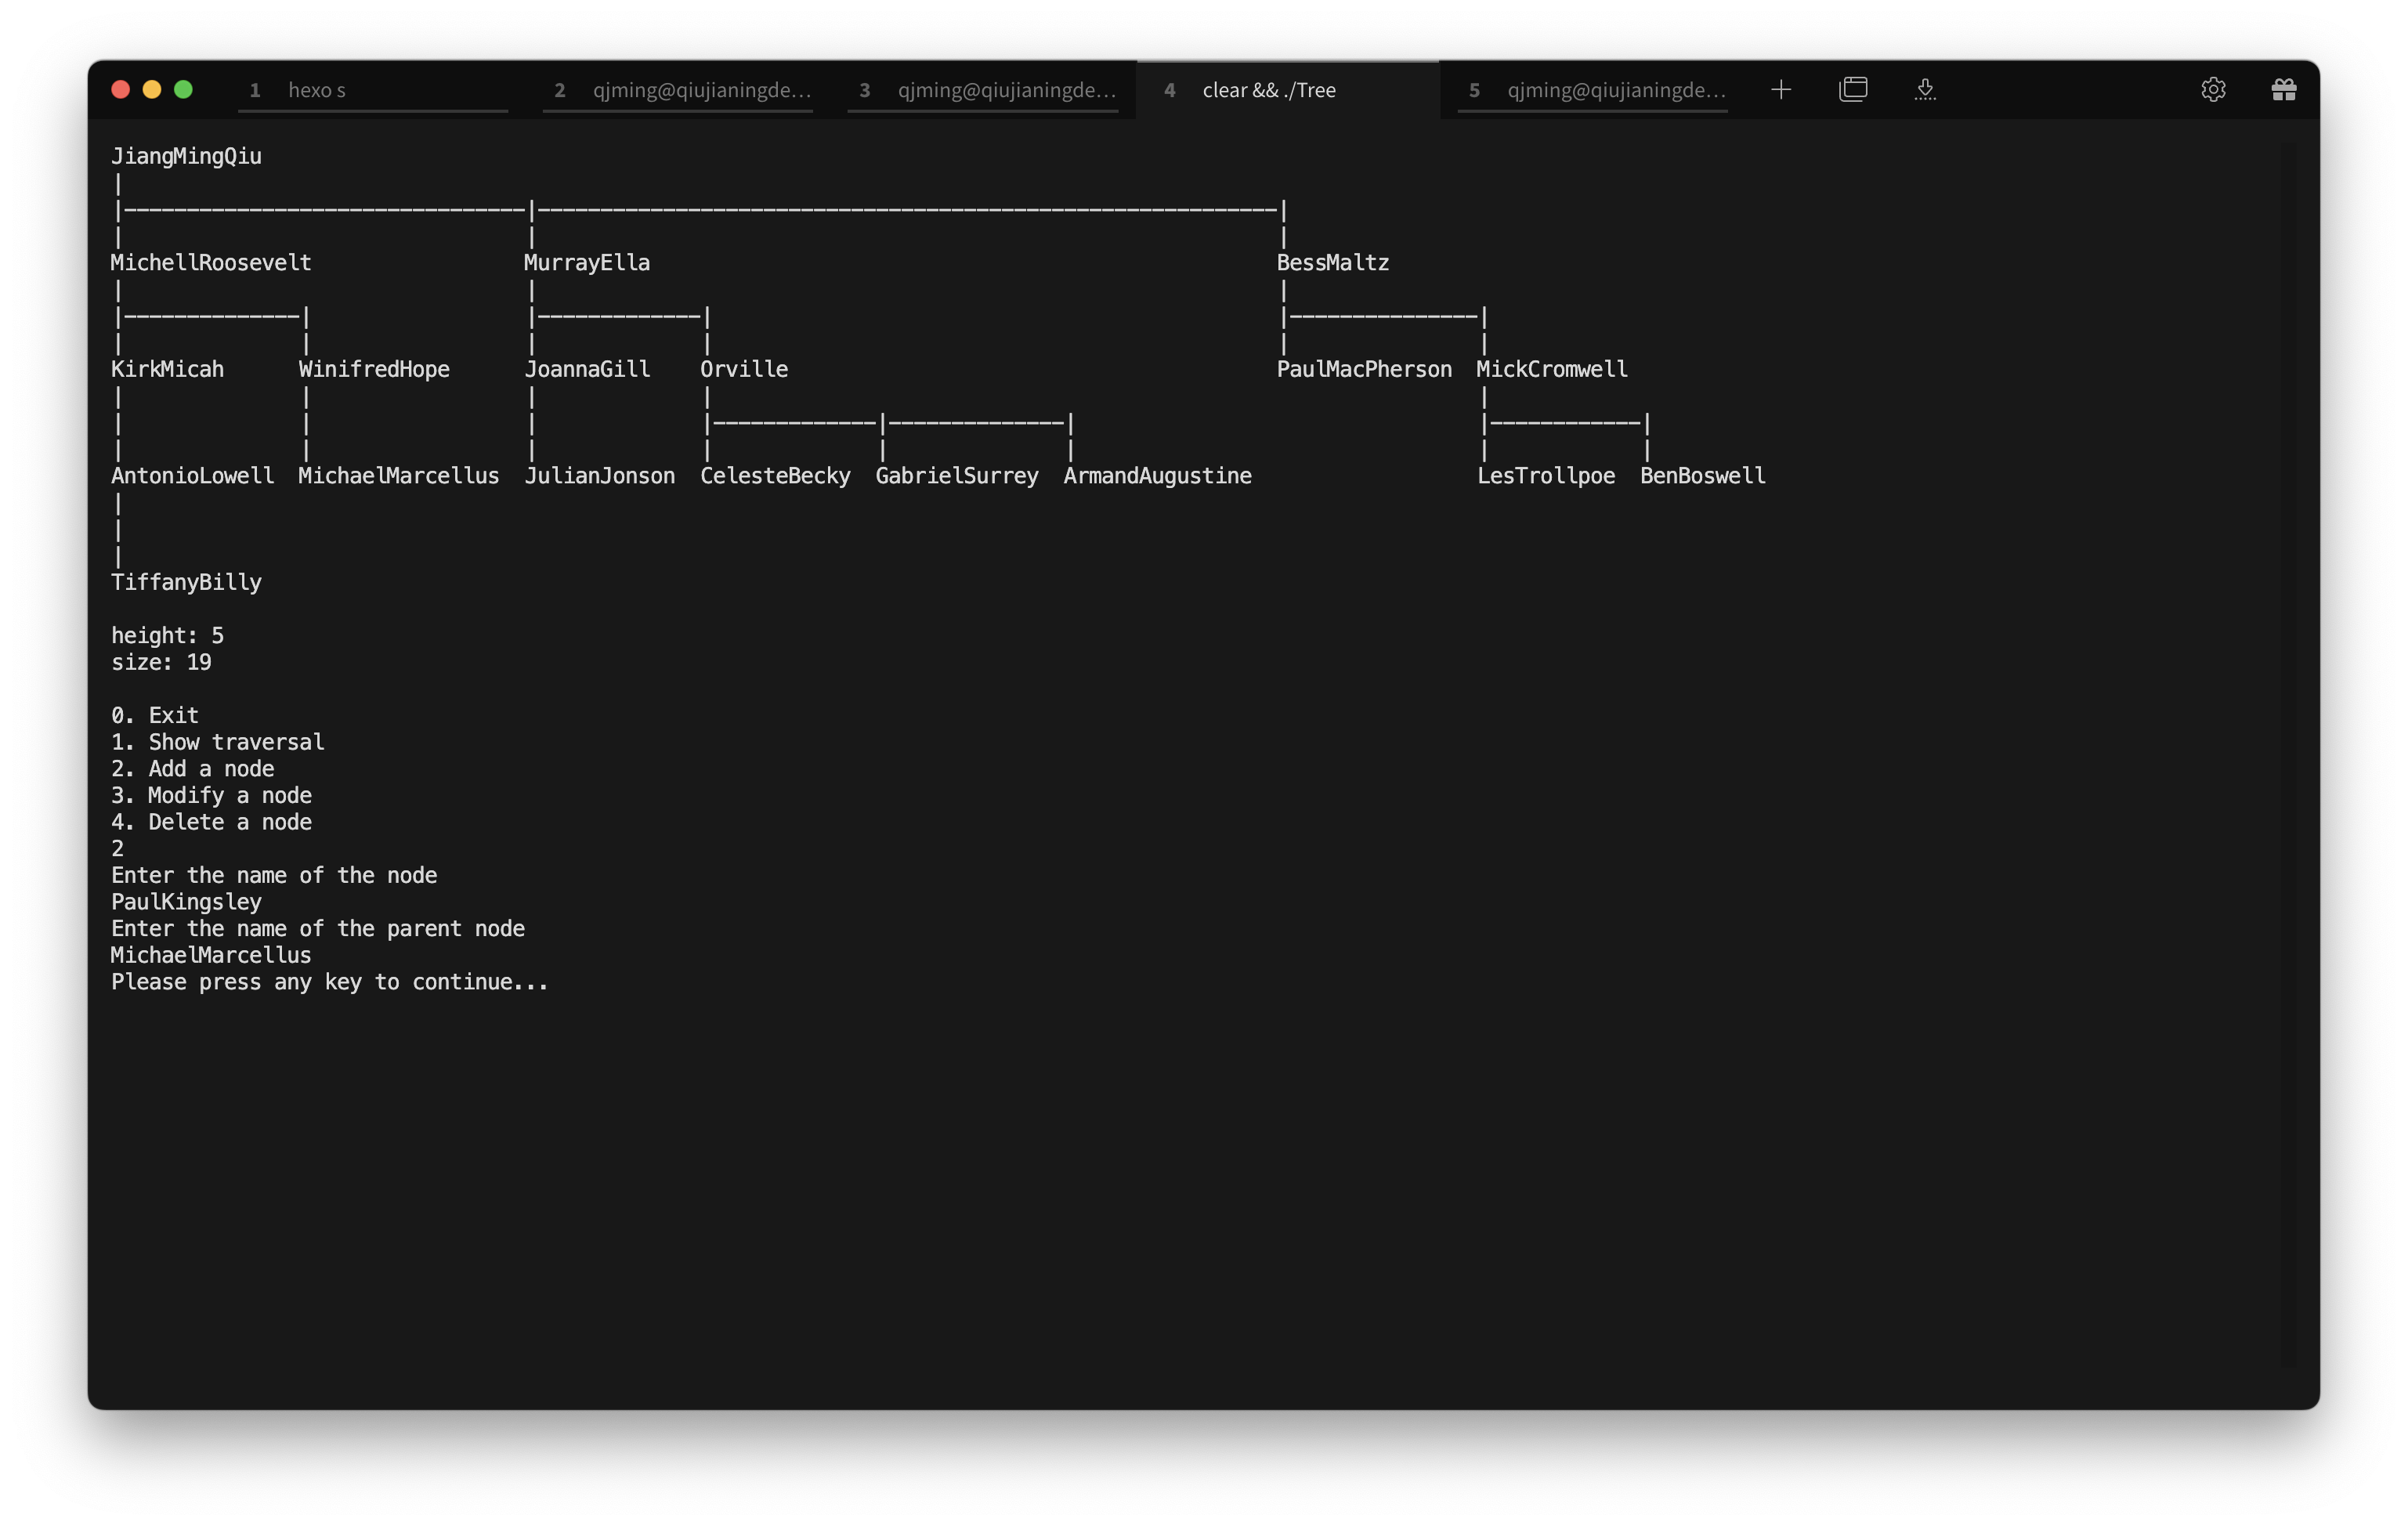 1 hexo s 2 qjming@qiujianingde... 3 qjming@qiujianingde... 4 clear && ./Tree 5 qjming@qiujianingde...
JiangMingQiu
MichellRoosevelt MurrayElla BessMaltz
KirkMicah WinifredHope JoannaGill Orville PaulMacPherson MickCromwell
AntonioLowell MichaelMarcellus JulianJonson CelesteBecky GabrielSurrey ArmandAugustine LesTrollpoe BenBoswell
TiffanyBilly
height: 5
size: 19
0. Exit
1. Show traversal
2. Add a node
3. Modify a node
4. Delete a node
2
Enter the name of the node
PaulKingsley
Enter the name of the parent node
MichaelMarcellus
Please press any key to continue...